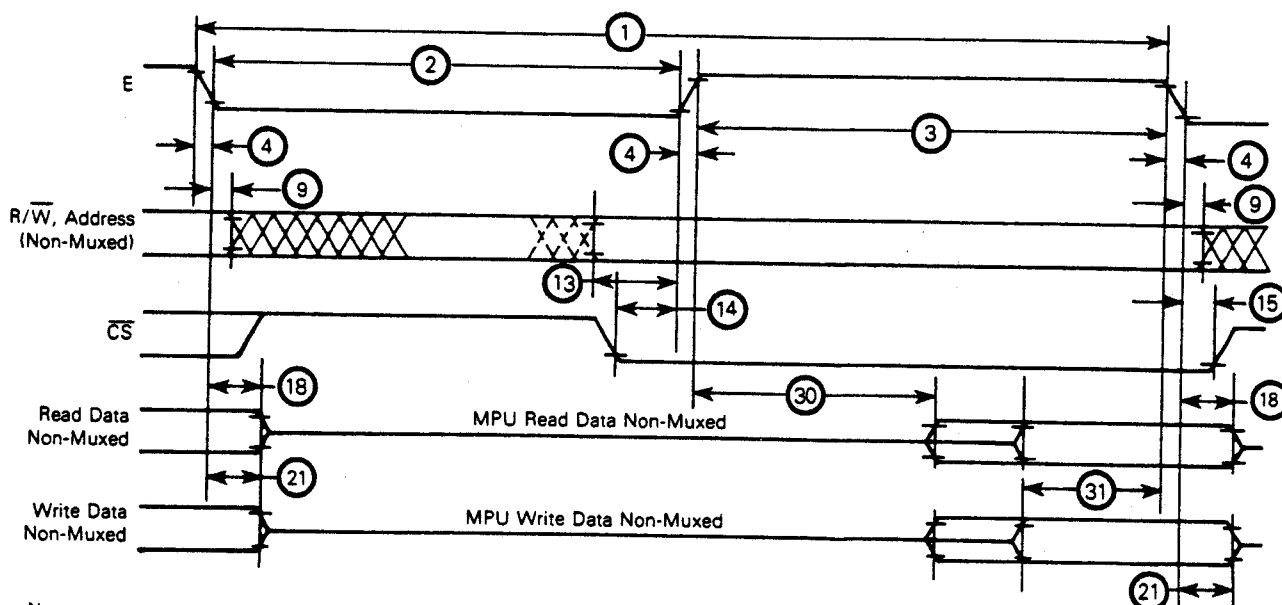 1
E
2
3
4
4
4
9
9
R/W̅, Address
(Non-Muxed)
13
14
15
C̅S̅
18
30
18
Read Data
Non-Muxed
MPU Read Data Non-Muxed
21
31
Write Data
Non-Muxed
MPU Write Data Non-Muxed
21